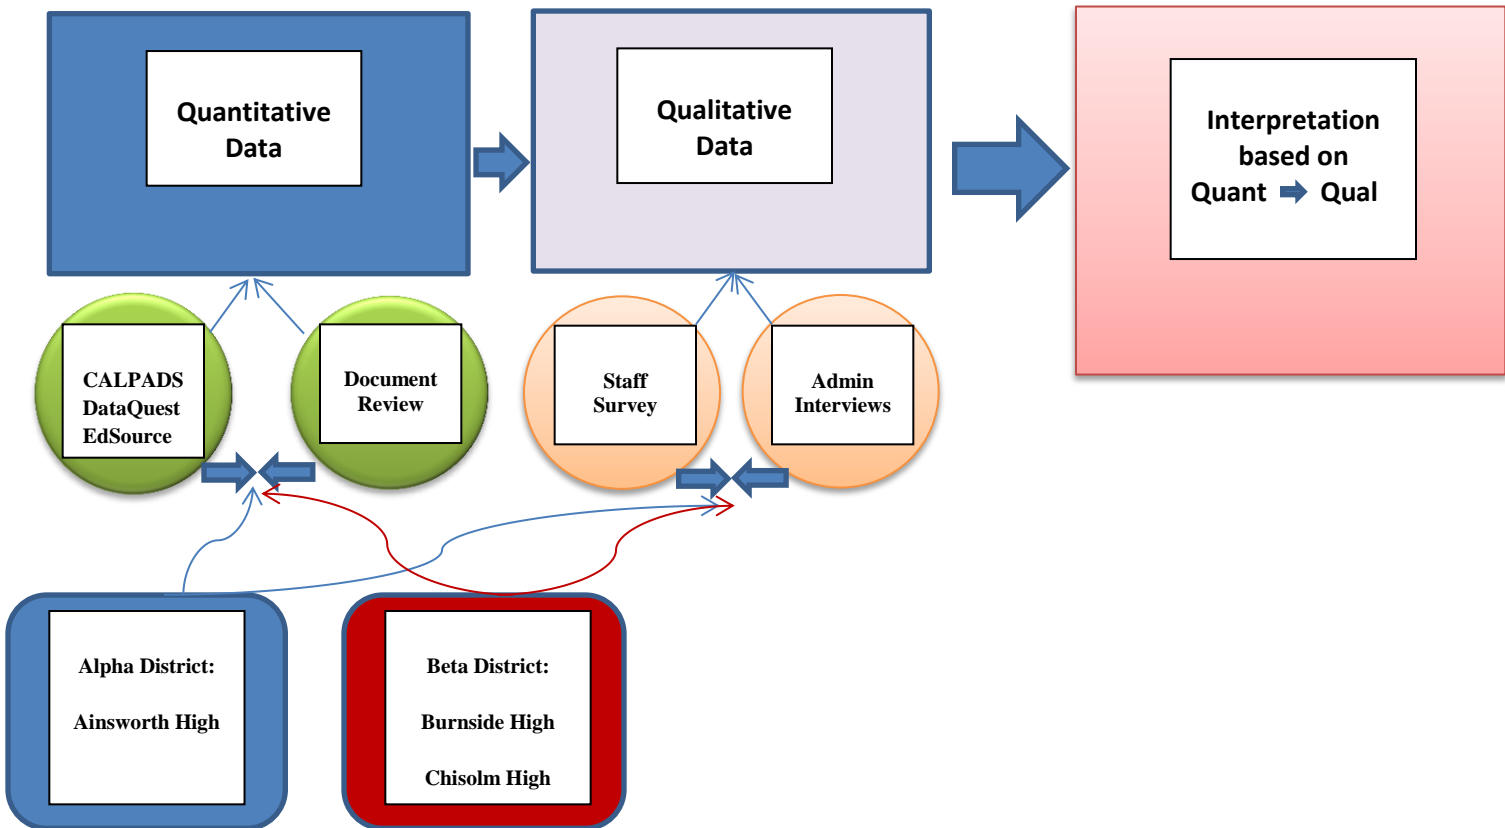 Quantitative
Data
Qualitative
Data
Interpretation
based on
Quant Qual
CALPADS
DataQuest
EdSource
Document
Review
Staff
Survey
Admin
Interviews
Alpha District:
Ainsworth High
Beta District:
Burnside High
Chisolm High